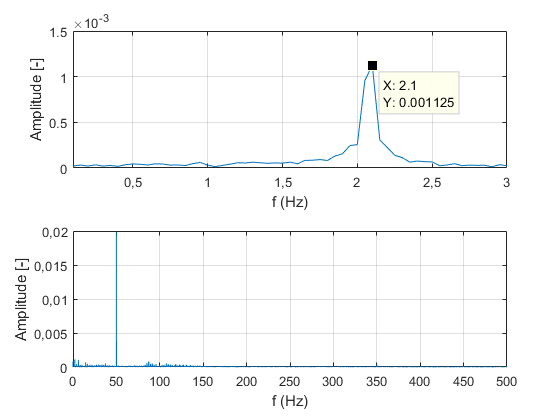 ×10⁻³
1.5
1
0.5
0
Amplitude [-]
X: 2.1
Y: 0.001125
0,5 1 1,5 2 2,5 3
f (Hz)
0,02
0,015
0,01
0,005
0
Amplitude [-]
0 50 100 150 200 250 300 350 400 450 500
f (Hz)